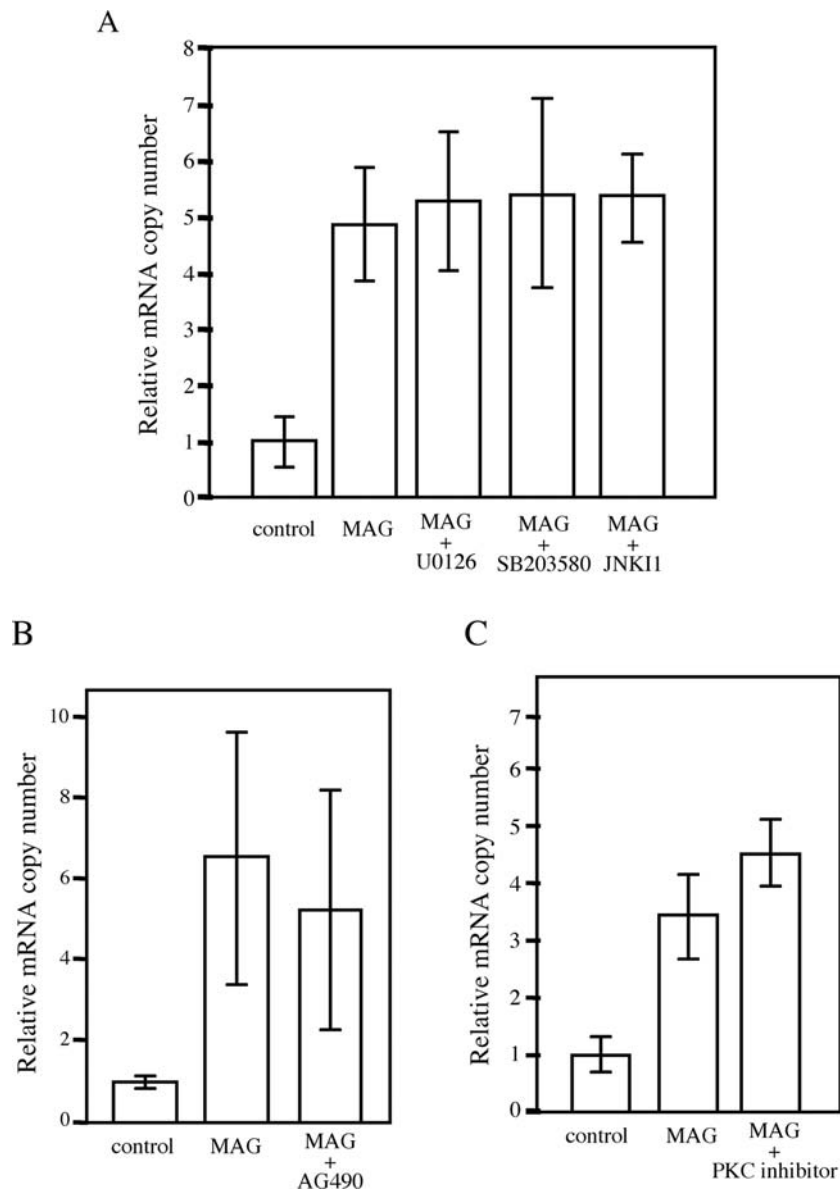 A
Relative mRNA copy number
8
7
6
5
4
3
2
1
0
control
MAG
MAG
+
U0126
MAG
+
SB203580
MAG
+
JNKI1
B
Relative mRNA copy number
10
8
6
4
2
0
control
MAG
MAG
+
AG490
C
Relative mRNA copy number
7
6
5
4
3
2
1
0
control
MAG
MAG
+
PKC inhibitor